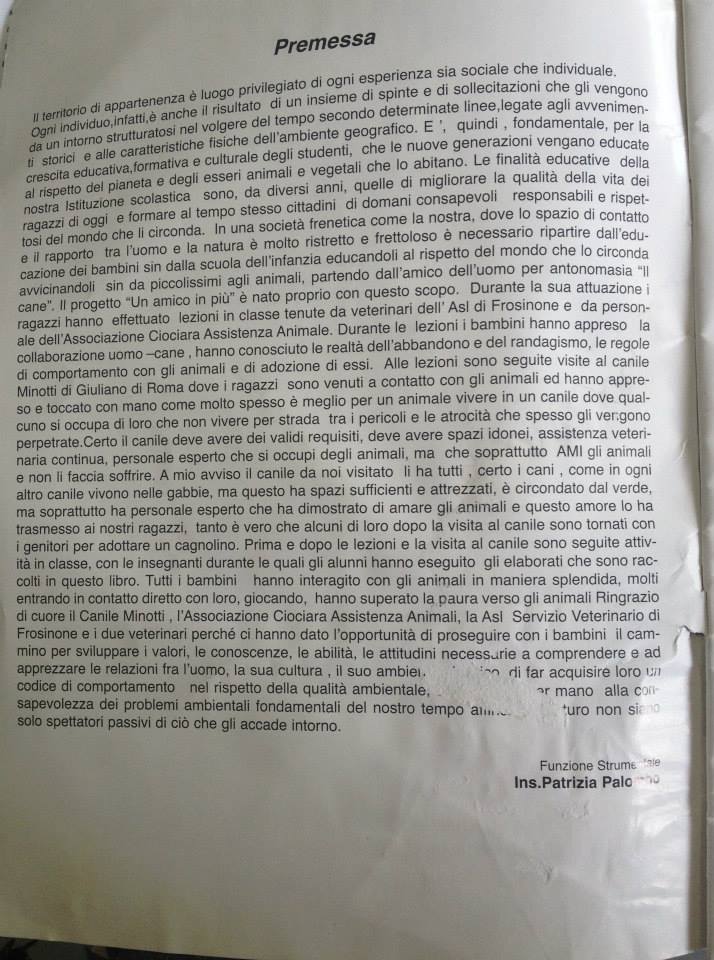 Premessa
Il territorio di appartenenza è luogo privilegiato di ogni esperienza sia sociale che individuale.
Ogni individuo,infatti,è anche il risultato di un insieme di spinte e di sollecitazioni che gli vengono
da un intorno strutturatosi nel volgere del tempo secondo determinate linee,legate agli avvenimen-
ti storici e alle caratteristiche fisiche dell'ambiente geografico. E ', quindi , fondamentale, per la
crescita educativa,formativa e culturale degli studenti, che le nuove generazioni vengano educate
al rispetto del pianeta e degli esseri animali e vegetali che lo abitano. Le finalità educative della
nostra Istituzione scolastica sono, da diversi anni, quelle di migliorare la qualità della vita dei
ragazzi di oggi e formare al tempo stesso cittadini di domani consapevoli responsabili e rispet-
tosi del mondo che li circonda. In una società frenetica come la nostra, dove lo spazio di contatto
e il rapporto tra l'uomo e la natura è molto ristretto e frettoloso è necessario ripartire dall'edu-
cazione dei bambini sin dalla scuola dell'infanzia educandoli al rispetto del mondo che lo circonda
avvicinandoli sin da piccolissimi agli animali, partendo dall'amico dell'uomo per antonomasia "Il
cane". Il progetto "Un amico in più" è nato proprio con questo scopo. Durante la sua attuazione i
ragazzi hanno effettuato lezioni in classe tenute da veterinari dell' Asl di Frosinone e da person-
ale dell'Associazione Ciociara Assistenza Animale. Durante le lezioni i bambini hanno appreso la
collaborazione uomo –cane , hanno conosciuto le realtà dell'abbandono e del randagismo, le regole
di comportamento con gli animali e di adozione di essi. Alle lezioni sono seguite visite al canile
Minotti di Giuliano di Roma dove i ragazzi sono venuti a contatto con gli animali ed hanno appre-
so e toccato con mano come molto spesso è meglio per un animale vivere in un canile dove qual-
cuno si occupa di loro che non vivere per strada tra i pericoli e le atrocità che spesso gli vengono
perpetrate.Certo il canile deve avere dei validi requisiti, deve avere spazi idonei, assistenza veteri-
naria continua, personale esperto che si occupi degli animali, ma che soprattutto AMI gli animali
e non li faccia soffrire. A mio avviso il canile da noi visitato li ha tutti , certo i cani , come in ogni
altro canile vivono nelle gabbie, ma questo ha spazi sufficienti e attrezzati, è circondato dal verde,
ma soprattutto ha personale esperto che ha dimostrato di amare gli animali e questo amore lo ha
trasmesso ai nostri ragazzi, tanto è vero che alcuni di loro dopo la visita al canile sono tornati con
i genitori per adottare un cagnolino. Prima e dopo le lezioni e la visita al canile sono seguite attiv-
ità in classe, con le insegnanti durante le quali gli alunni hanno eseguito gli elaborati che sono rac-
colti in questo libro. Tutti i bambini hanno interagito con gli animali in maniera splendida, molti
entrando in contatto diretto con loro, giocando, hanno superato la paura verso gli animali Ringrazio
di cuore il Canile Minotti , l'Associazione Ciociara Assistenza Animali, la Asl Servizio Veterinario di
Frosinone e i due veterinari perché ci hanno dato l'opportunità di proseguire con i bambini il cam-
mino per sviluppare i valori, le conoscenze, le abilità, le attitudini necessarie a comprendere e ad
apprezzare le relazioni fra l'uomo, la sua cultura , il suo di far acquisire loro un
codice di comportamento nel rispetto della qualità ambientale, mano alla con-
sapevolezza dei problemi ambientali fondamentali del nostro tempo non siano
solo spettatori passivi di ciò che gli accade intorno.
Funzione Strumentale
Ins.Patrizia